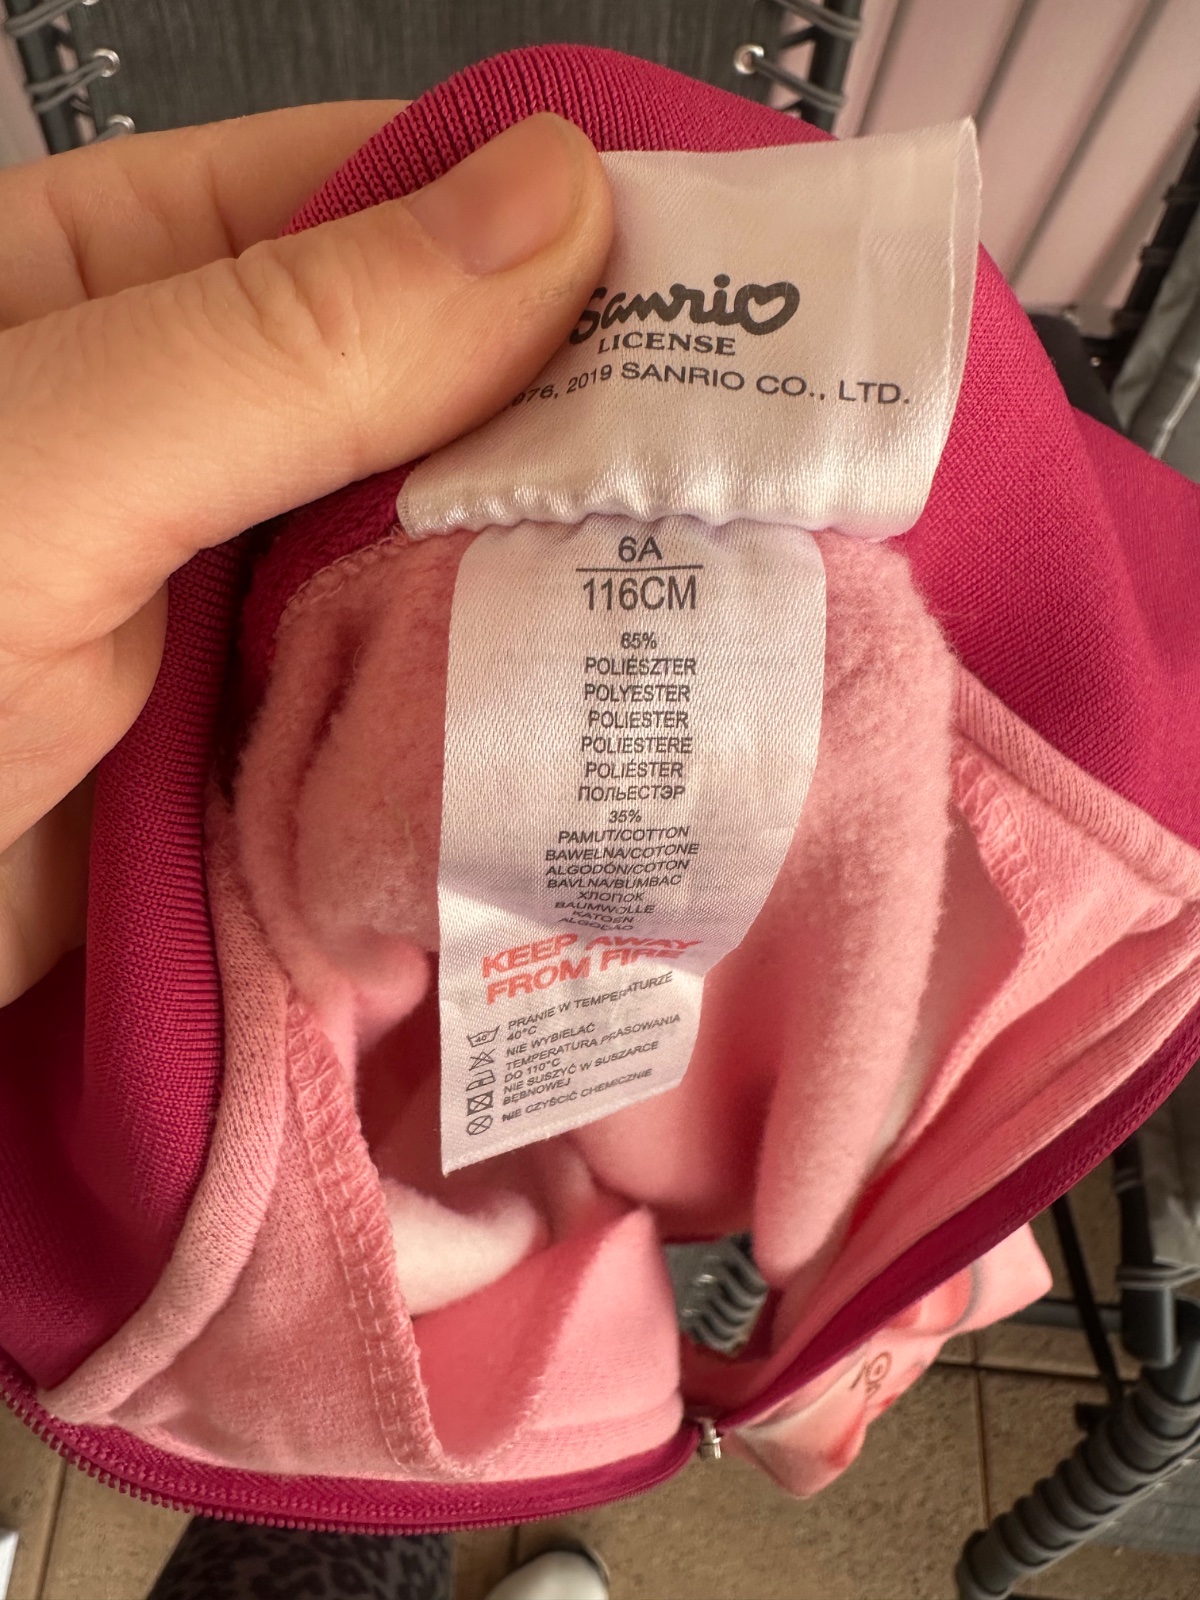 Sanrio
LICENSE
976, 2019 SANRIO CO., LTD.
6A
116CM
65%
POLIÉSZTER
POLYESTER
POLIESTER
POLIESTERE
POLIÉSTER
ПОЛЬЕСТЭР
35%
PAMUT/COTTON
BAWELNA/COTONE
ALGODÓN/COTON
BAVLNA/BUMBAC
ХЛОПОК
BAUMWOLLE
KATOEN
ALGODÃO
KEEP AWAY
FROM FIRE
40° PRANIE W TEMPERATURZE
40°C
NIE WYBIELAĆ
TEMPERATURA PRASOWANIA
DO 110°C
NIE SUSZYĆ W SUSZARCE
BĘBNOWEJ
NIE CZYŚCIĆ CHEMICZNIE